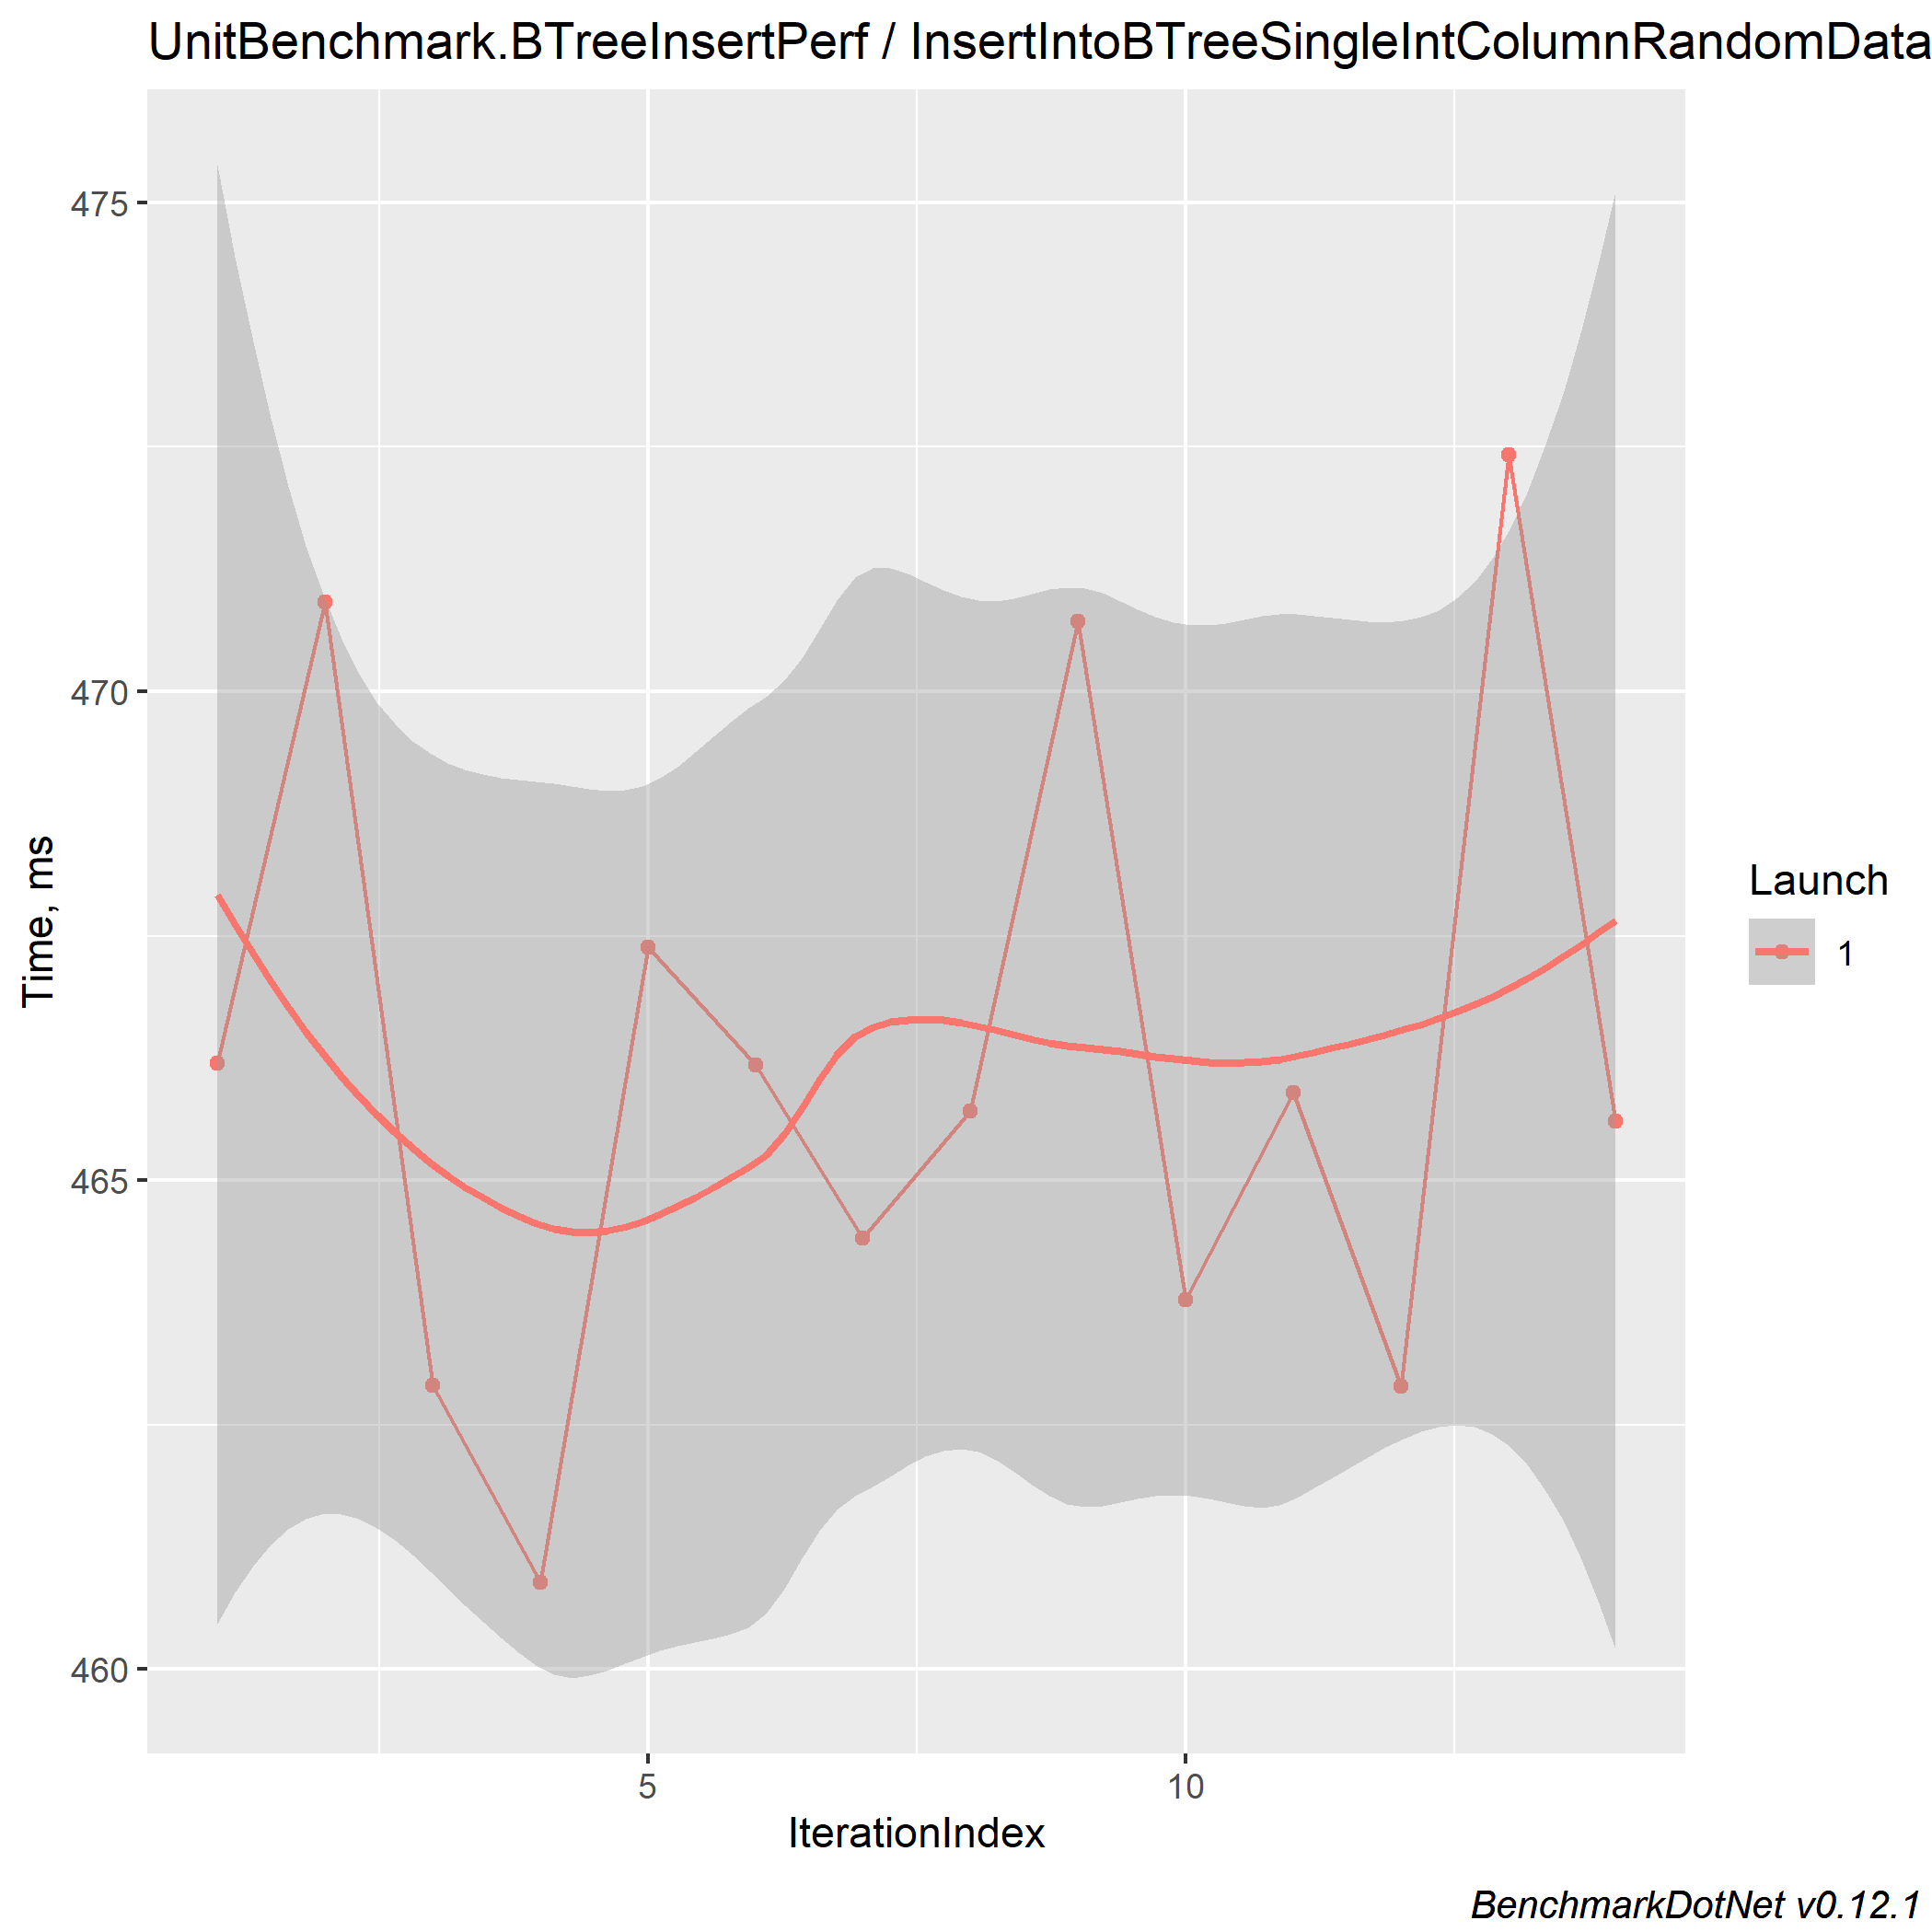 UnitBenchmark.BTreeInsertPerf / InsertIntoBTreeSingleIntColumnRandomData
475
470
465
460
Time, ms
5
10
IterationIndex
Launch
1
BenchmarkDotNet v0.12.1